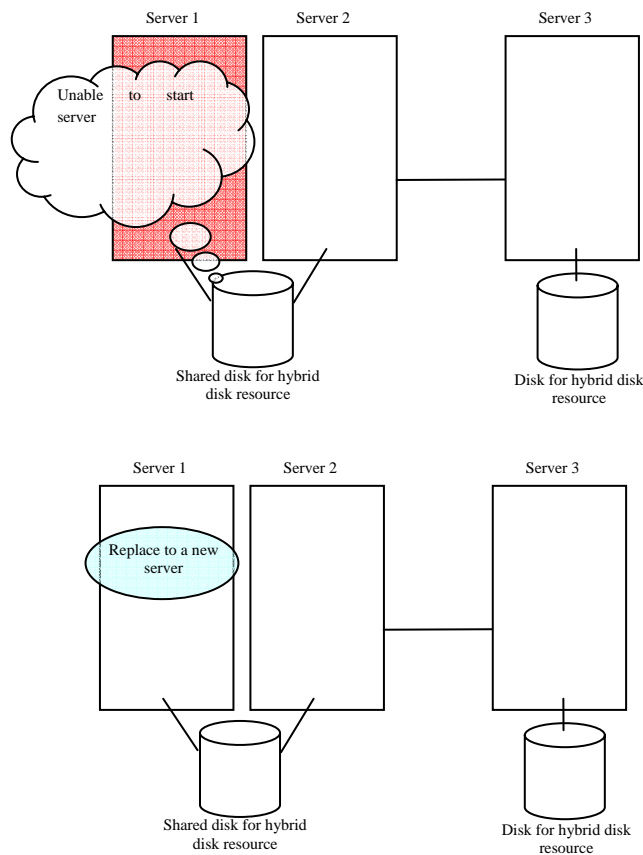 Server 1
Server 2
Server 3
Unable to start
server
Shared disk for hybrid
disk resource
Disk for hybrid disk
resource
Server 1
Server 2
Server 3
Replace to a new
server
Shared disk for hybrid
disk resource
Disk for hybrid disk
resource